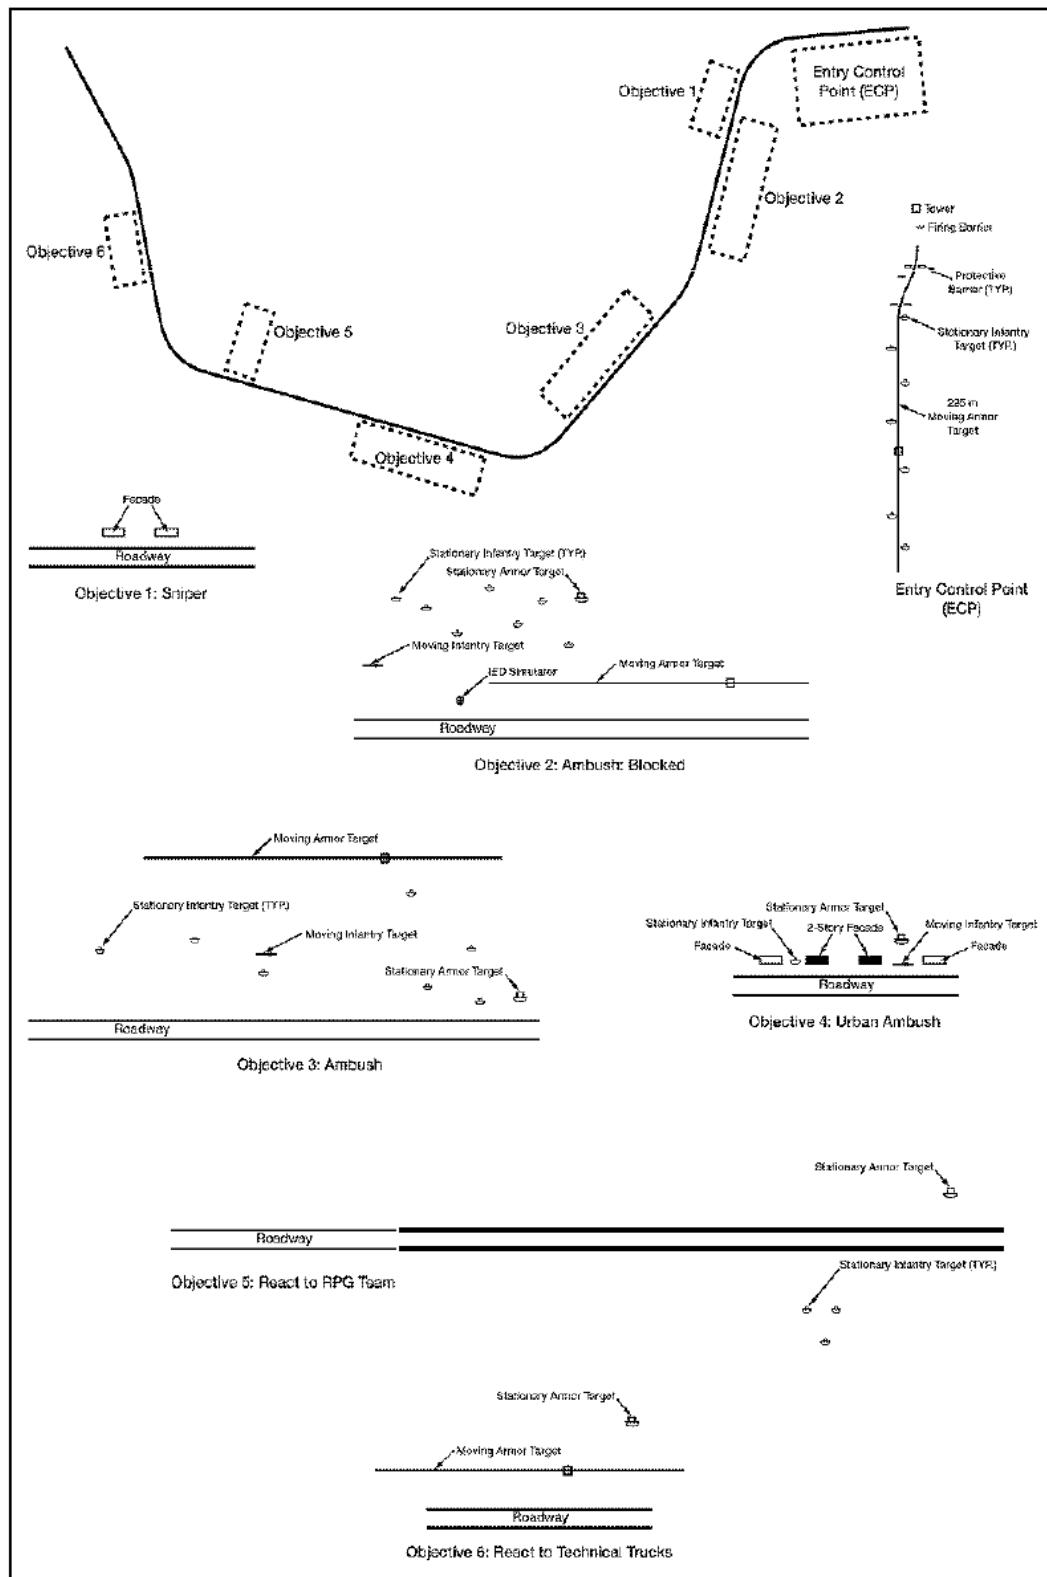 Entry Control
Point (ECP)
Objective 1
Objective 2
Tower
Firing Barrier
Objective 6
Protective
Barrier (TYP.)
Objective 5
Objective 3
Stationary Infantry
Target (TYP.)
225 m
Moving Armor
Target
Objective 4
Facade
Roadway
Objective 1: Sniper
Entry Control Point
(ECP)
Stationary Infantry Target (TYP.)
Stationary Armor Target
Moving Infantry Target
IED Simulator
Moving Armor Target
Roadway
Objective 2: Ambush: Blocked
Moving Armor Target
Stationary Infantry Target (TYP.)
Moving Infantry Target
Stationary Armor Target
Roadway
Objective 3: Ambush
Stationary Armor Target
Stationary Infantry Target
2-Story Facade
Moving Infantry Target
Facade
Facade
Roadway
Objective 4: Urban Ambush
Stationary Armor Target
Roadway
Objective 5: React to RPG Team
Stationary Infantry Target (TYP.)
Stationary Armor Target
Moving Armor Target
Roadway
Objective 6: React to Technical Trucks